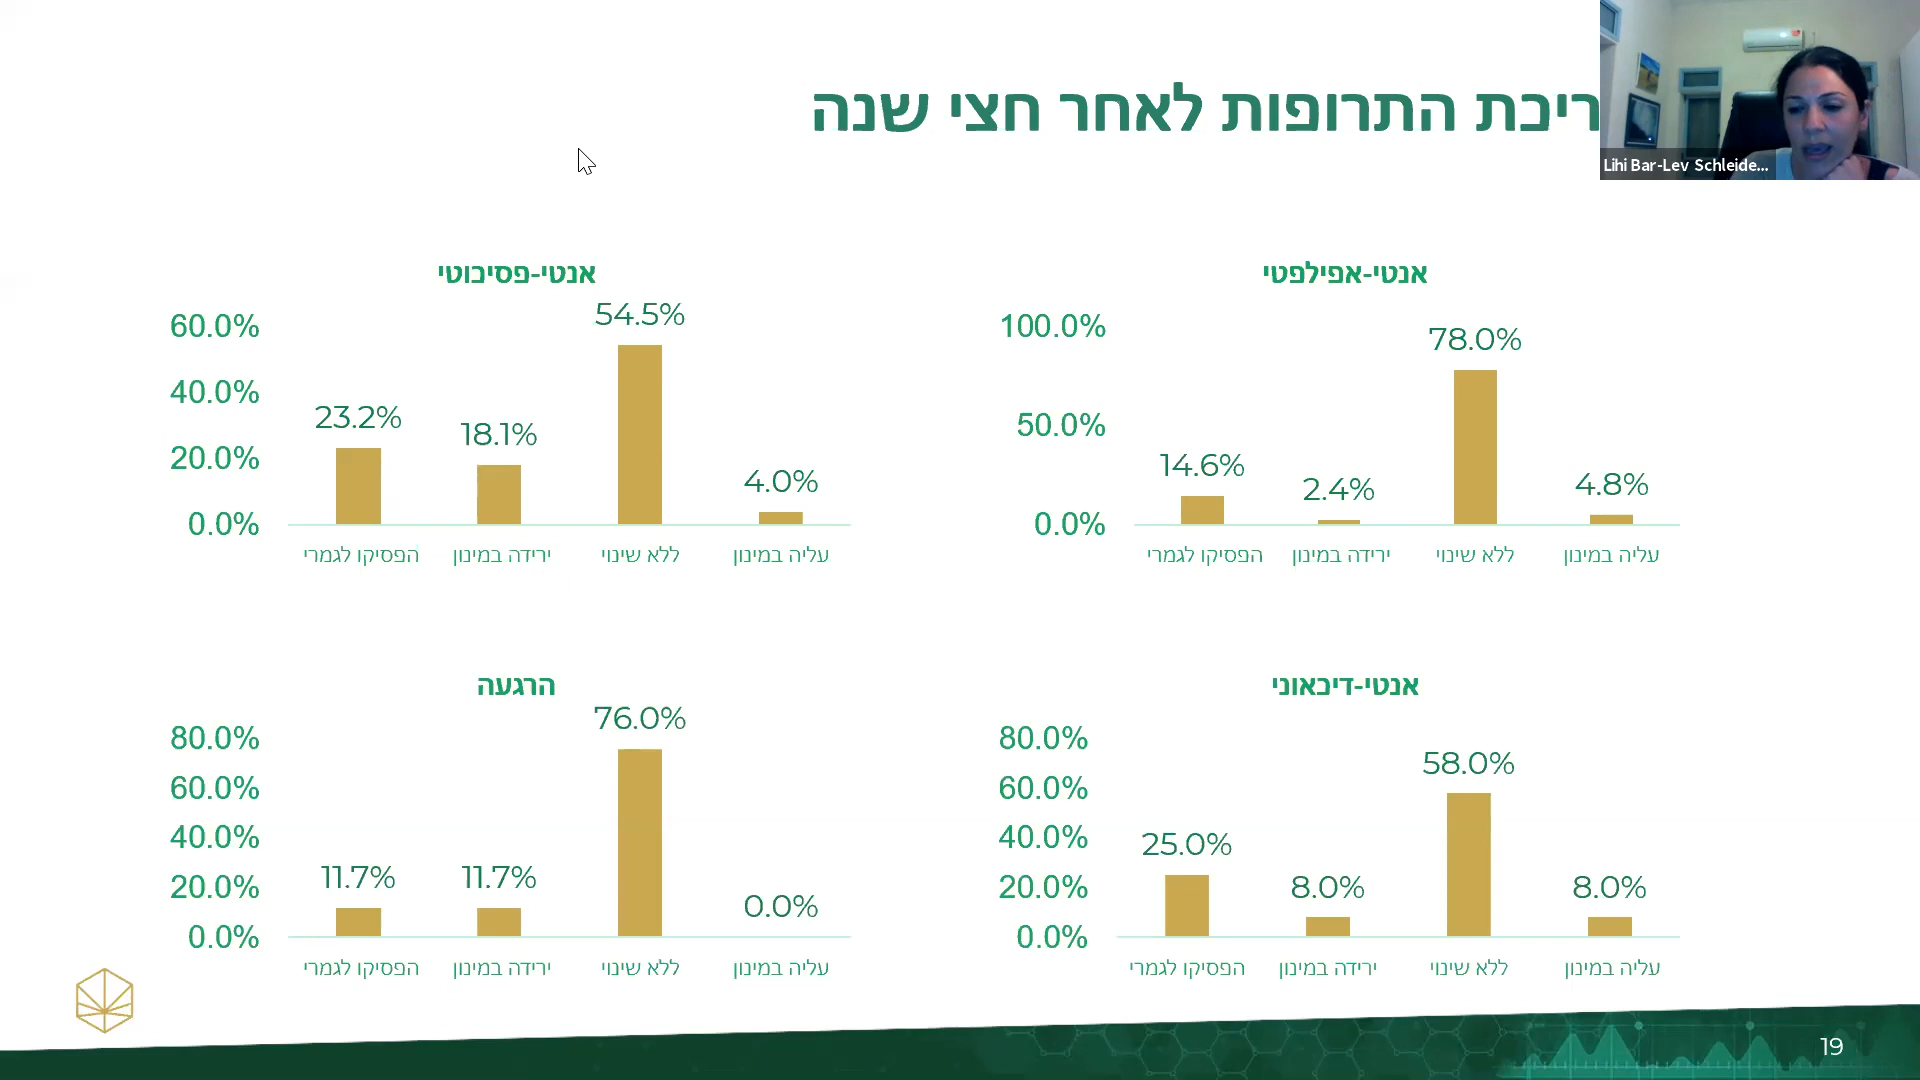 ריכת התרופות לאחר חצי שנה
Lihi Bar-Lev Schleide...
אנטי-אפילפטי
100.0%
50.0%
0.0%
14.6%
2.4%
78.0%
4.8%
הפסיקו לגמרי
ירידה במינון
ללא שינוי
עליה במינון
אנטי-פסיכוטי
60.0%
40.0%
20.0%
0.0%
23.2%
18.1%
54.5%
4.0%
הפסיקו לגמרי
ירידה במינון
ללא שינוי
עליה במינון
אנטי-דיכאוני
80.0%
60.0%
40.0%
20.0%
0.0%
25.0%
8.0%
58.0%
8.0%
הפסיקו לגמרי
ירידה במינון
ללא שינוי
עליה במינון
הרגעה
80.0%
60.0%
40.0%
20.0%
0.0%
11.7%
11.7%
76.0%
0.0%
הפסיקו לגמרי
ירידה במינון
ללא שינוי
עליה במינון
19